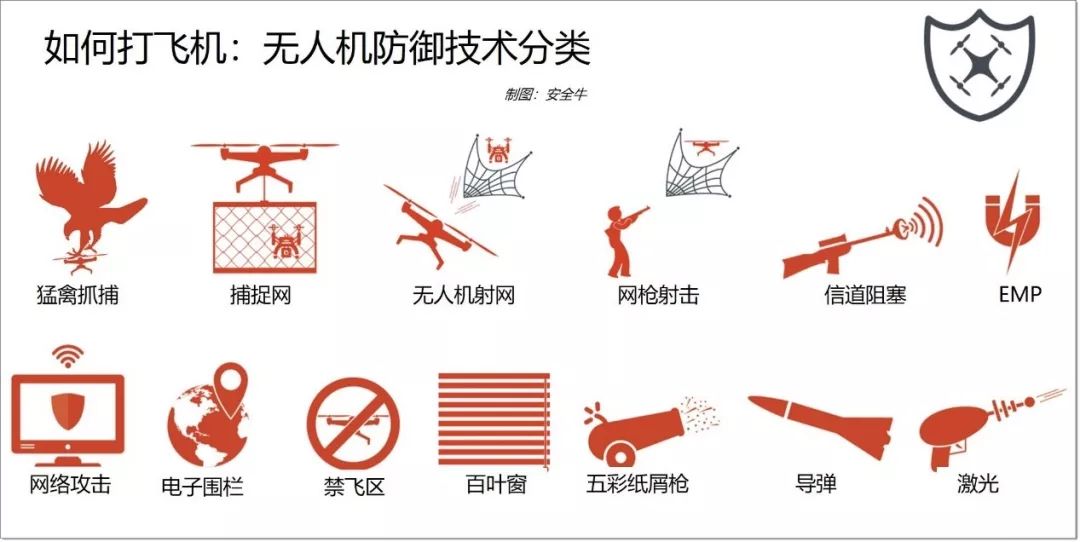 如何打飞机：无人机防御技术分类
制图：安全牛
猛禽抓捕
捕捉网
无人机射网
网枪射击
信道阻塞
EMP
网络攻击
电子围栏
禁飞区
百叶窗
五彩纸屑枪
导弹
激光